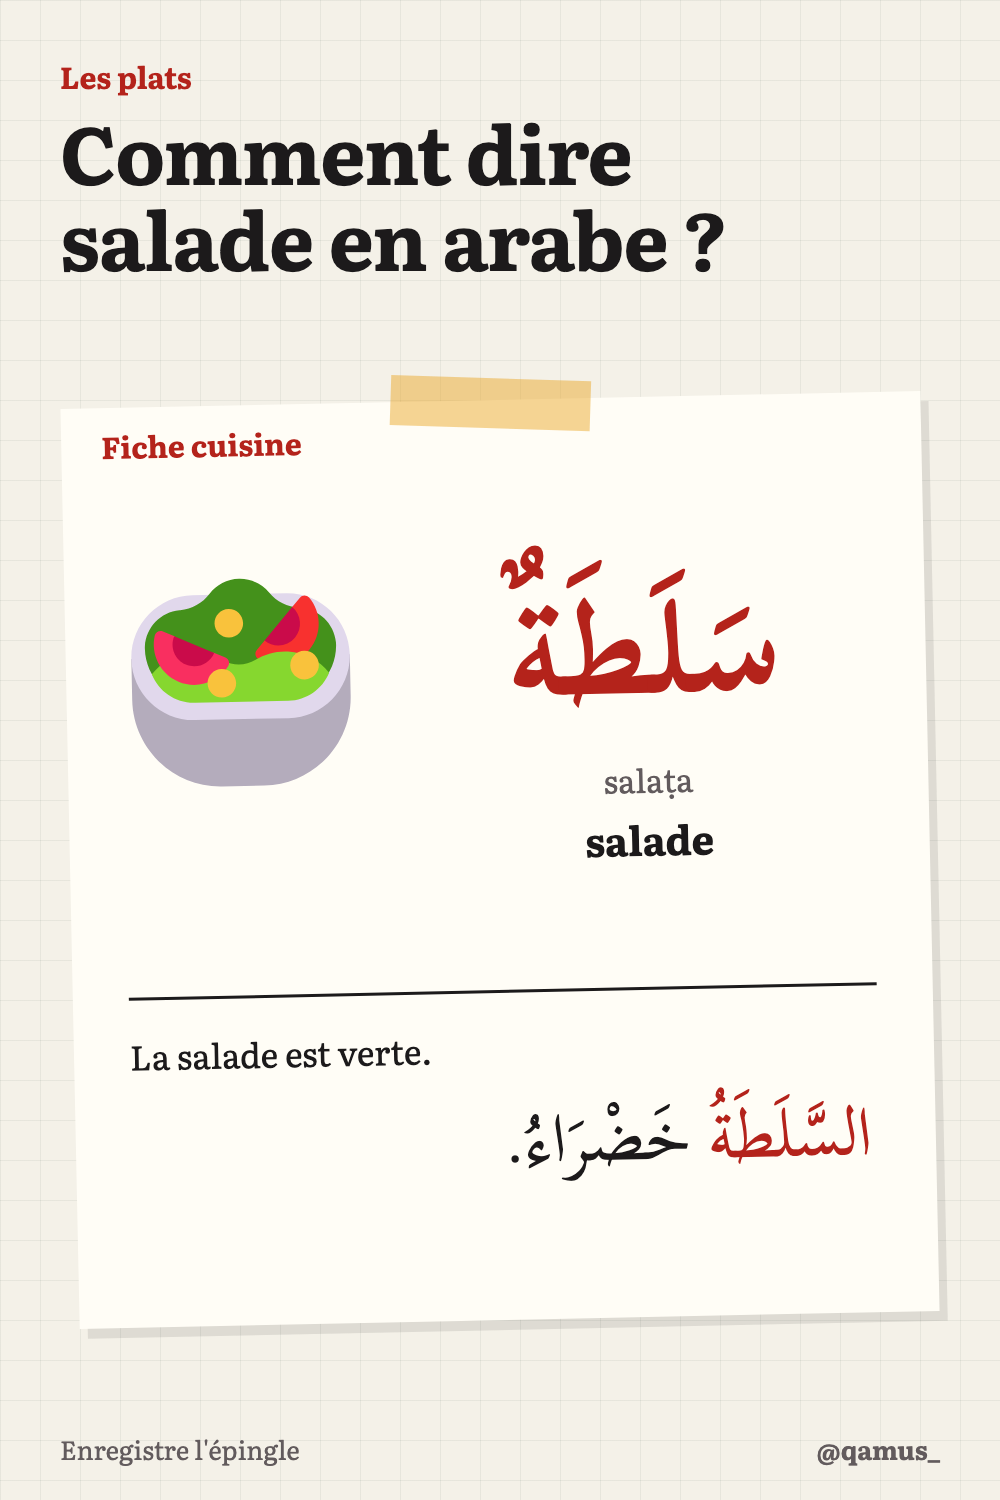 Les plats
Comment dire
salade en arabe ?
Fiche cuisine
سَلَطَةٌ
salaṭa
salade
La salade est verte.
السَّلَطَةُ خَضْرَاءُ.
Enregistre l'épingle
@qamus_